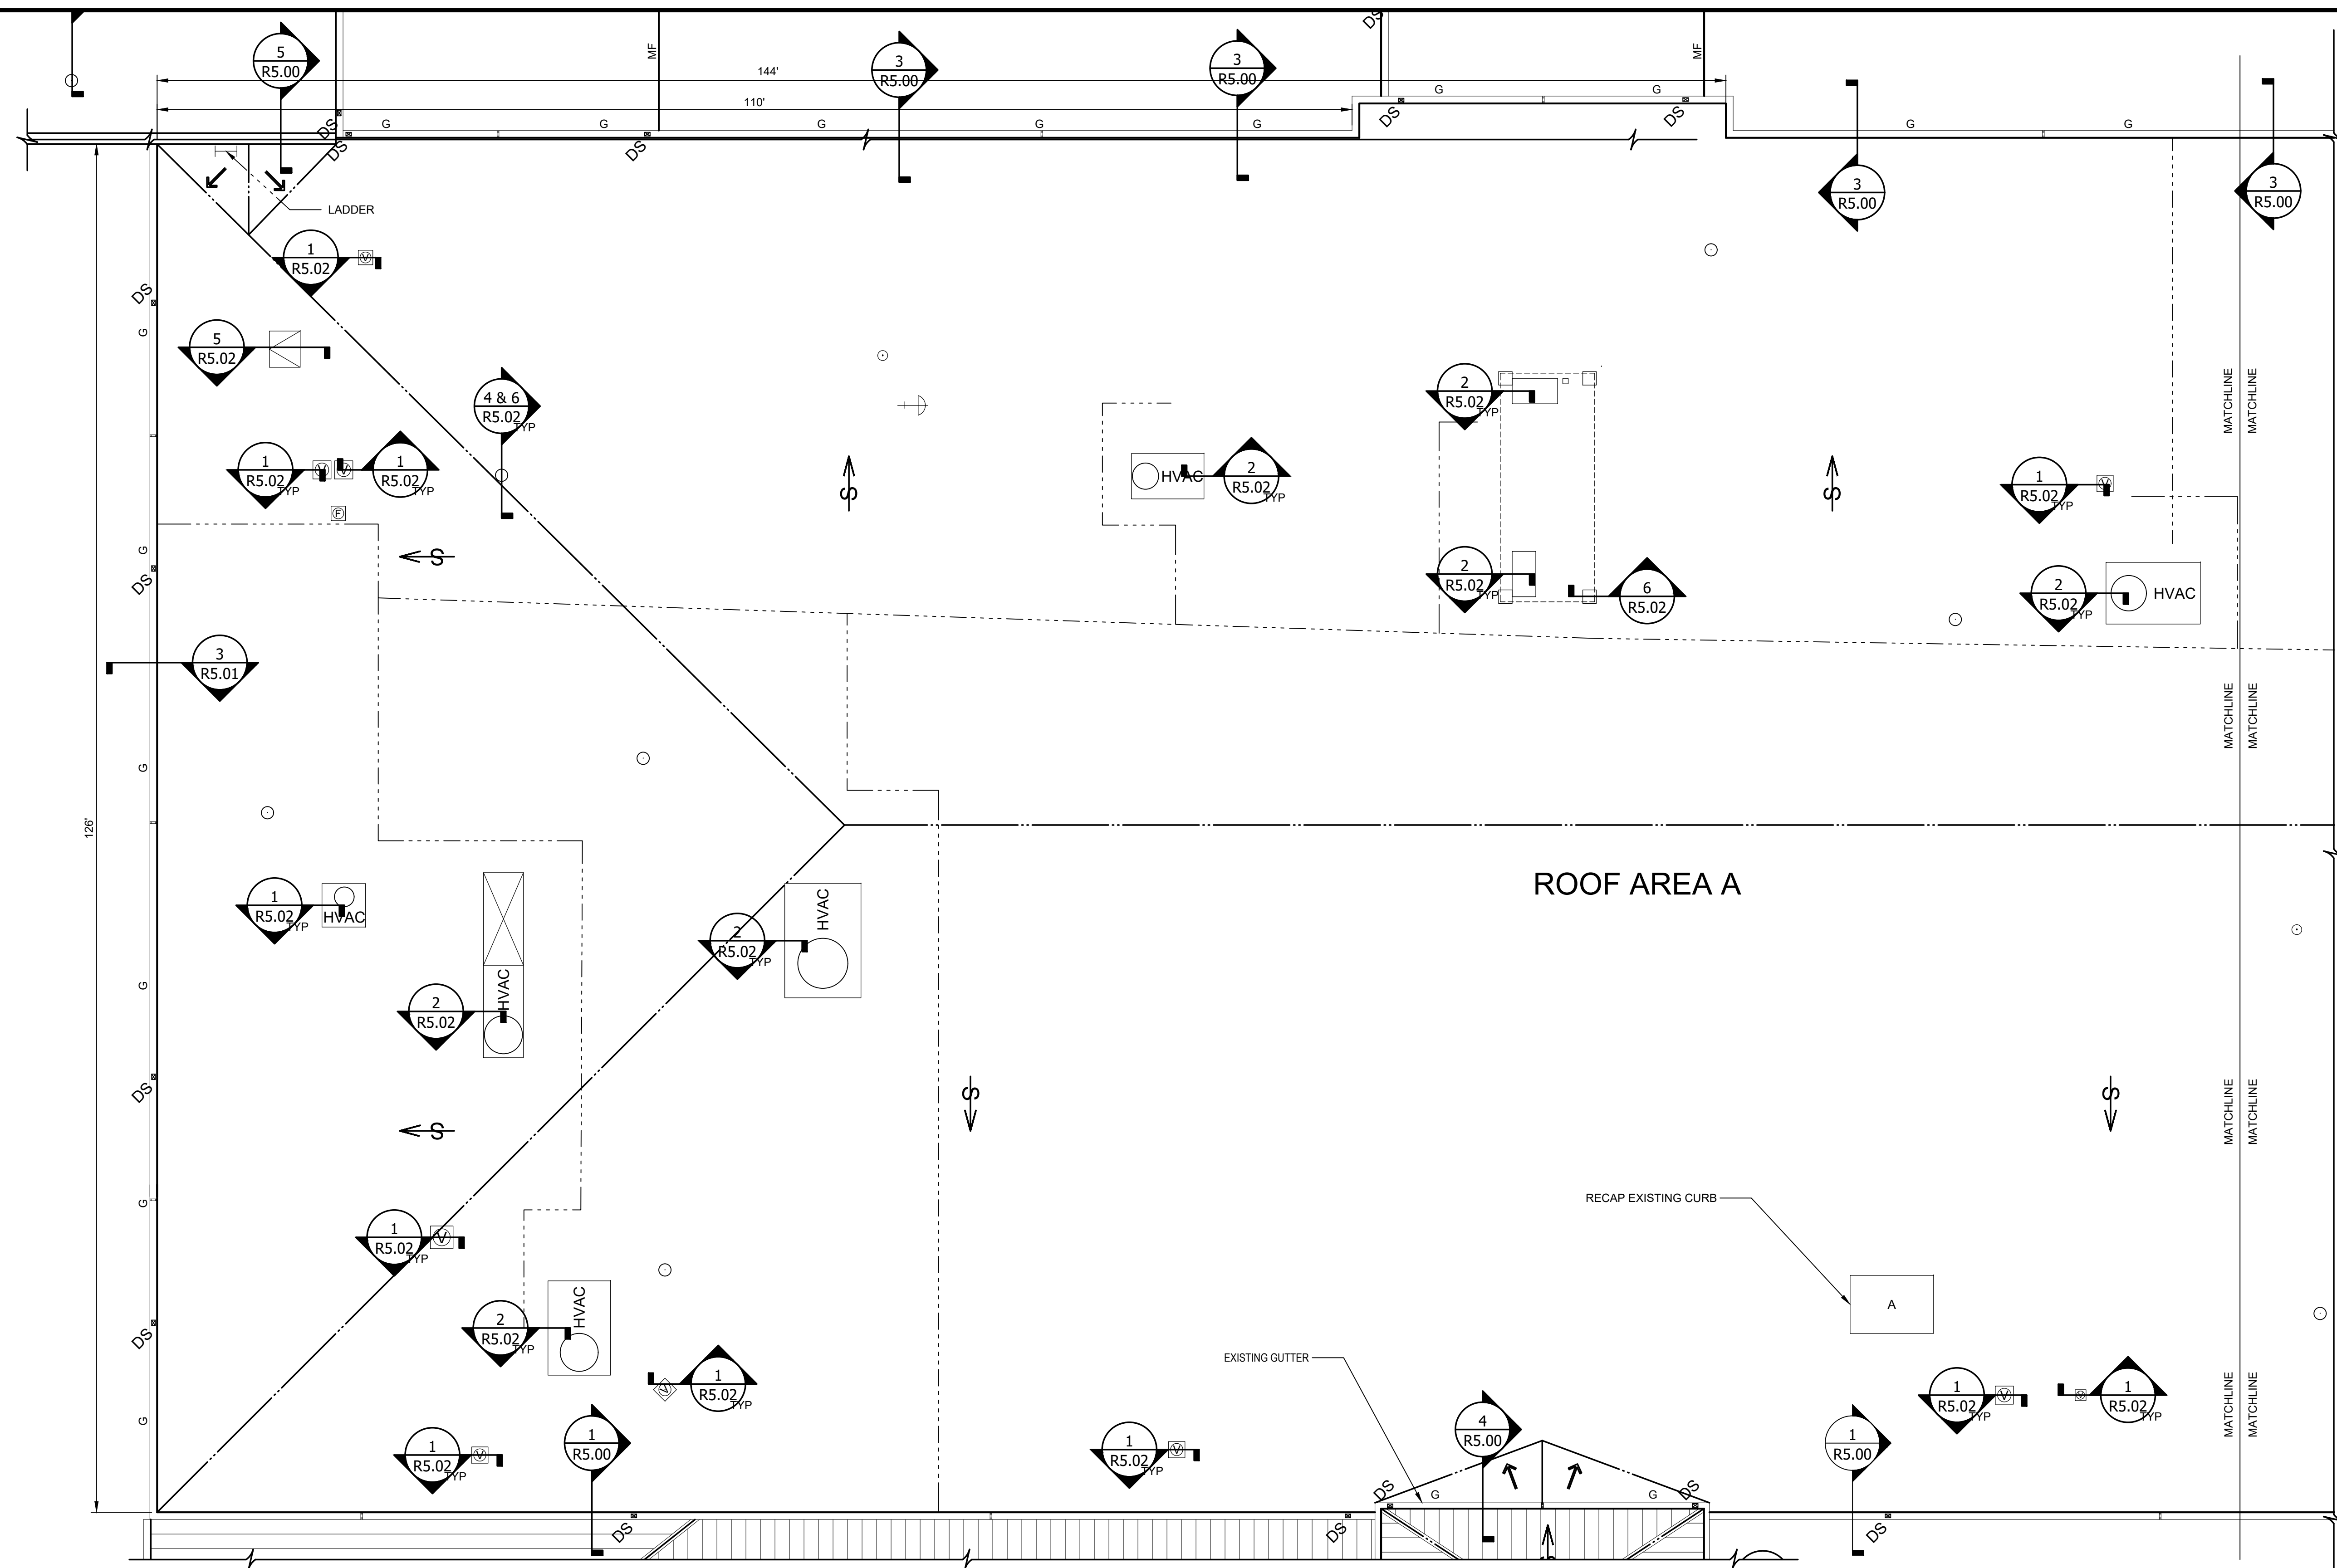 DS
5
R5.00
MF
144'
3
R5.00
3
R5.00
MF
110'
G
G
DS
G
G
G
G
G
DS
DS
G
G
DS
DS
DS
3
R5.00
3
R5.00
LADDER
1
R5.02
V
DS
G
5
R5.02
4 & 6
R5.02
TYP
2
R5.02
TYP
1
R5.02
TYP
V
V
1
R5.02
TYP
F
S
HVAC
2
R5.02
TYP
S
1
R5.02
TYP
V
MATCHLINE
MATCHLINE
G
DS
S
2
R5.02
TYP
6
R5.02
2
R5.02
TYP
HVAC
3
R5.01
MATCHLINE
MATCHLINE
G
126'
ROOF AREA A
1
R5.02
TYP
HVAC
2
R5.02
TYP
HVAC
G
2
R5.02
HVAC
DS
S
S
S
MATCHLINE
MATCHLINE
G
RECAP EXISTING CURB
1
R5.02
TYP
V
A
DS
2
R5.02
TYP
HVAC
EXISTING GUTTER
V
1
R5.02
TYP
1
R5.02
TYP
V
V
1
R5.02
TYP
MATCHLINE
MATCHLINE
G
1
R5.02
TYP
V
1
R5.00
1
R5.02
TYP
V
4
R5.00
1
R5.00
DS
G
G
DS
DS
DS
DS